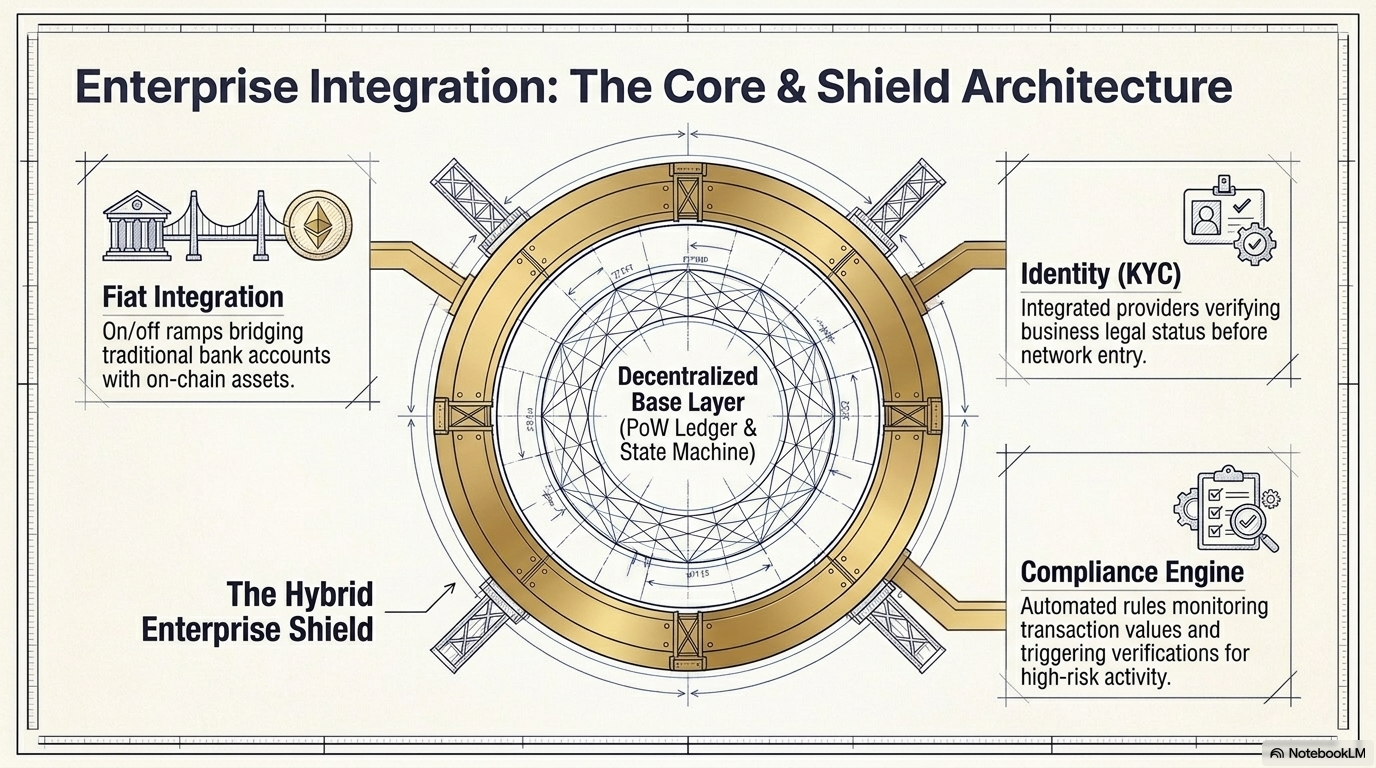 Enterprise Integration: The Core & Shield Architecture
Fiat Integration
On/off ramps bridging
traditional bank accounts
with on-chain assets.
Decentralized
Base Layer
(PoW Ledger &
State Machine)
Identity (KYC)
Integrated providers verifying
business legal status before
network entry.
The Hybrid
Enterprise Shield
Compliance Engine
Automated rules monitoring
transaction values and
triggering verifications for
high-risk activity.
NotebookLM